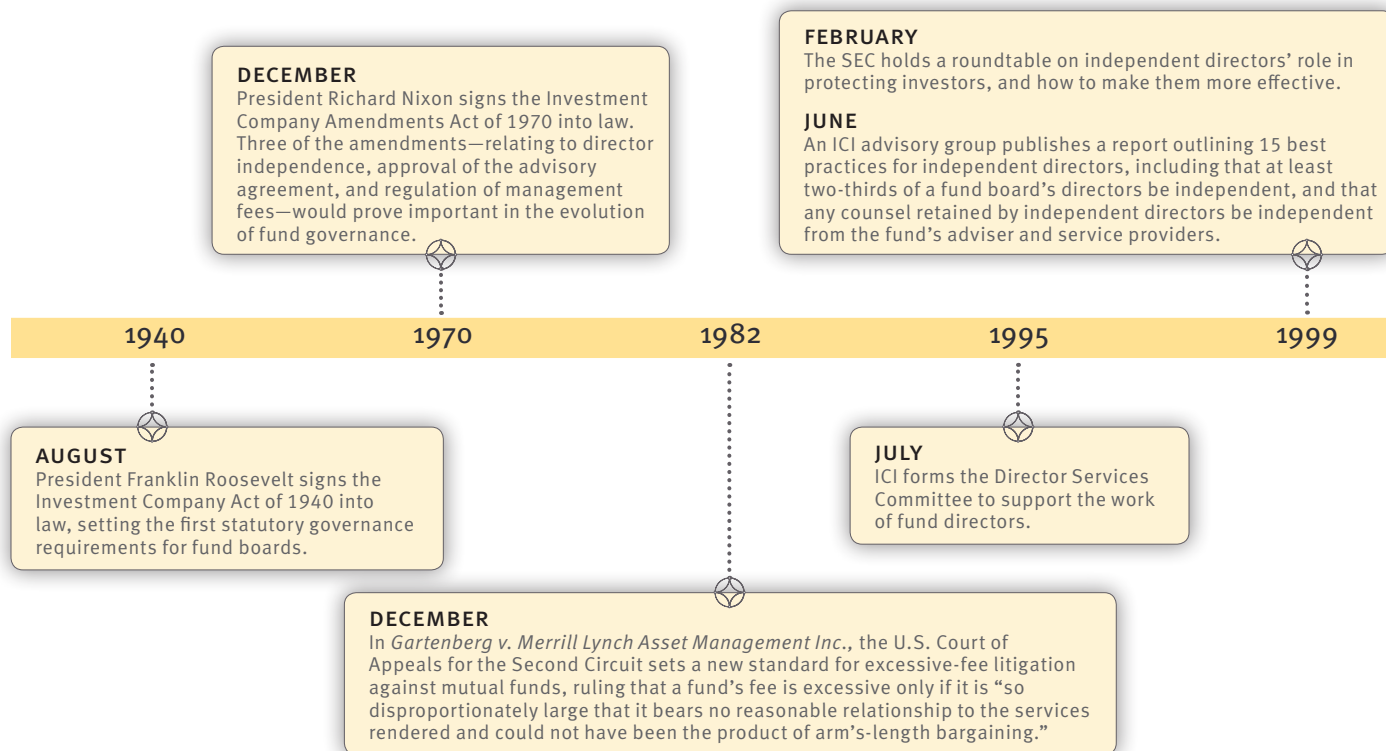 DECEMBER
President Richard Nixon signs the Investment
Company Amendments Act of 1970 into law.
Three of the amendments—relating to director
independence, approval of the advisory
agreement, and regulation of management
fees—would prove important in the evolution
of fund governance.
FEBRUARY
The SEC holds a roundtable on independent directors’ role in
protecting investors, and how to make them more effective.
JUNE
An ICI advisory group publishes a report outlining 15 best
practices for independent directors, including that at least
two-thirds of a fund board’s directors be independent, and that
any counsel retained by independent directors be independent
from the fund’s adviser and service providers.
1940 1970 1982 1995 1999
AUGUST
President Franklin Roosevelt signs the
Investment Company Act of 1940 into
law, setting the first statutory governance
requirements for fund boards.
JULY
ICI forms the Director Services
Committee to support the work
of fund directors.
DECEMBER
In Gartenberg v. Merrill Lynch Asset Management Inc., the U.S. Court of
Appeals for the Second Circuit sets a new standard for excessive-fee litigation
against mutual funds, ruling that a fund’s fee is excessive only if it is “so
disproportionately large that it bears no reasonable relationship to the services
rendered and could not have been the product of arm’s-length bargaining.”